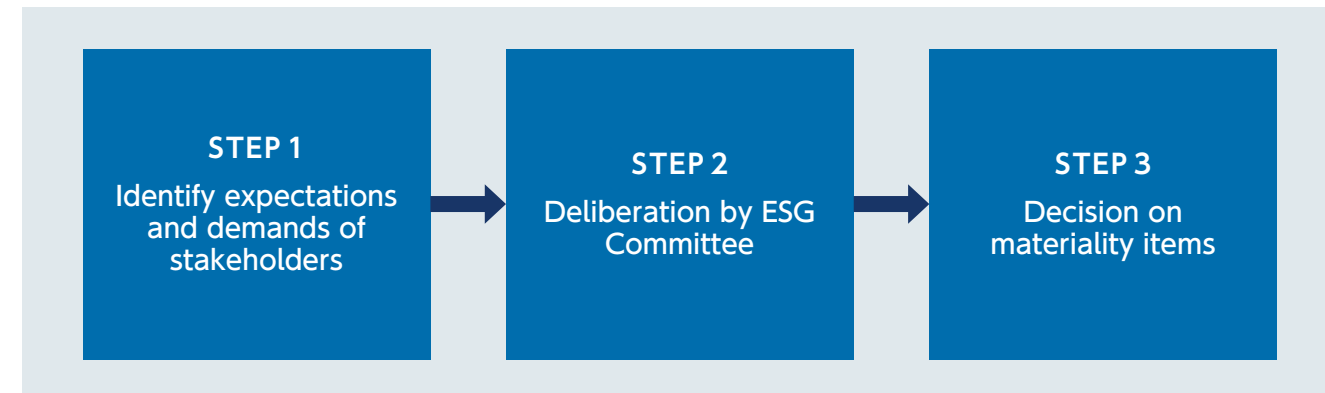 STEP 1
Identify expectations
and demands of
stakeholders
STEP 2
Deliberation by ESG
Committee
STEP 3
Decision on
materiality items